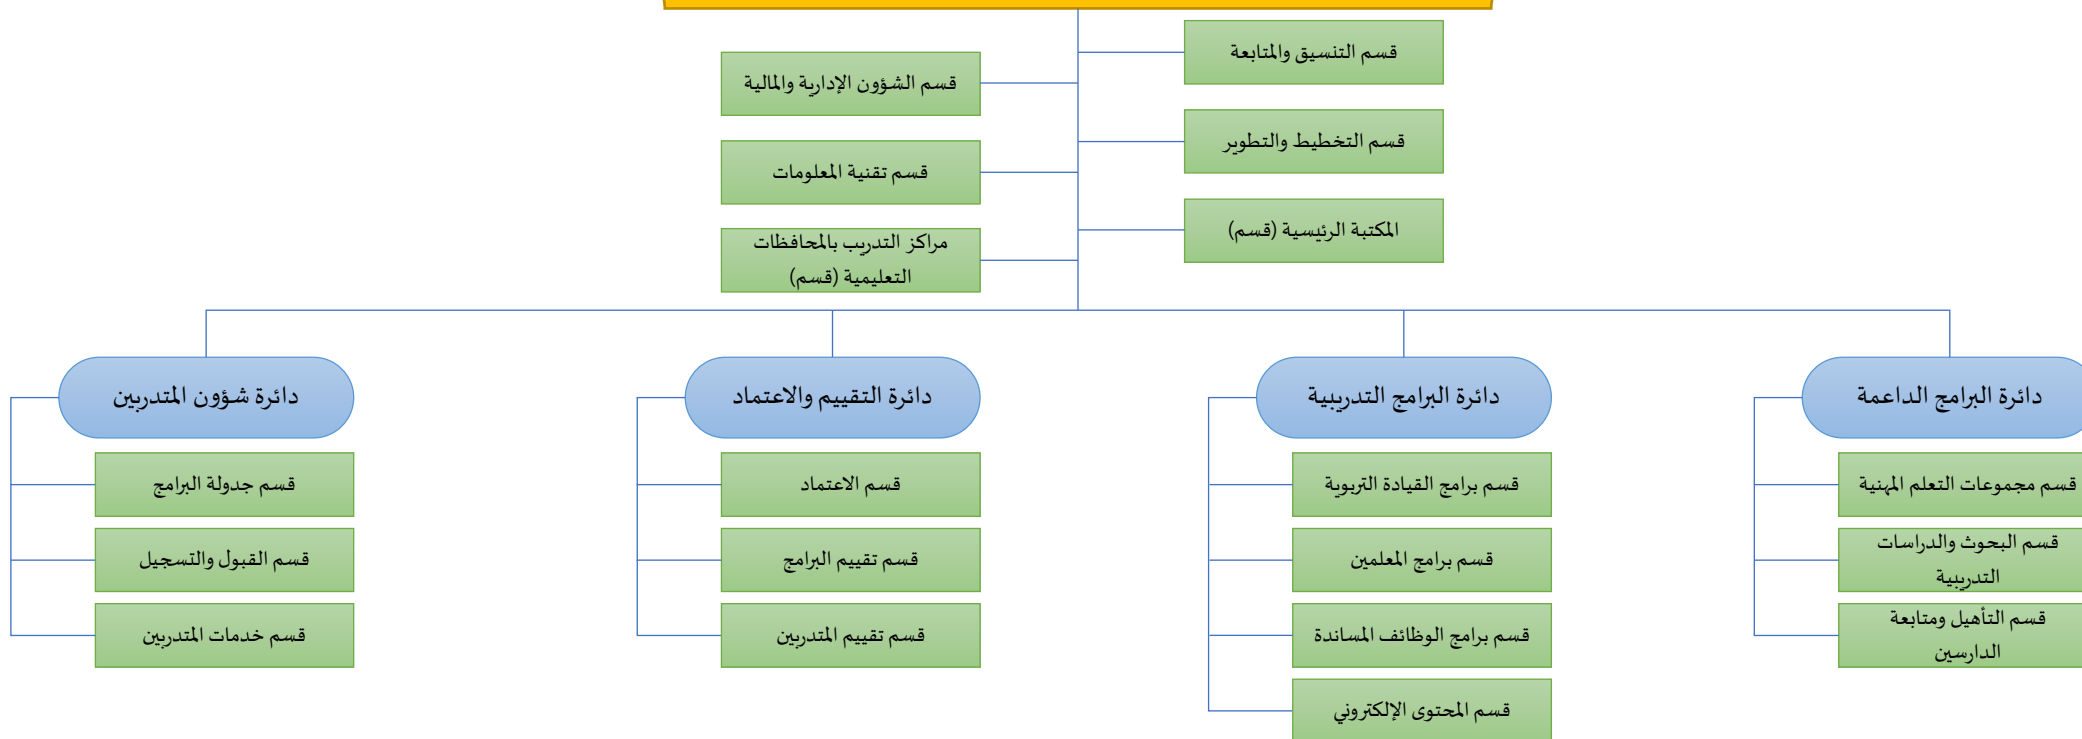 قسم التنسيق والمتابعة
قسم الشؤون الإدارية والمالية
قسم التخطيط والتطوير
قسم تقنية المعلومات
المكتبة الرئيسية (قسم)
مراكز التدريب بالمحافظات
التعليمية (قسم)
دائرة البرامج الداعمة
دائرة البرامج التدريبية
دائرة التقييم والاعتماد
دائرة شؤون المتدربين
قسم مجموعات التعلم المهنية
قسم البحوث والدراسات
التدريبية
قسم التأهيل ومتابعة
الدارسين
قسم برامج القيادة التربوية
قسم برامج المعلمين
قسم برامج الوظائف المساندة
قسم المحتوى الإلكتروني
قسم الاعتماد
قسم تقييم البرامج
قسم تقييم المتدربين
قسم جدولة البرامج
قسم القبول والتسجيل
قسم خدمات المتدربين